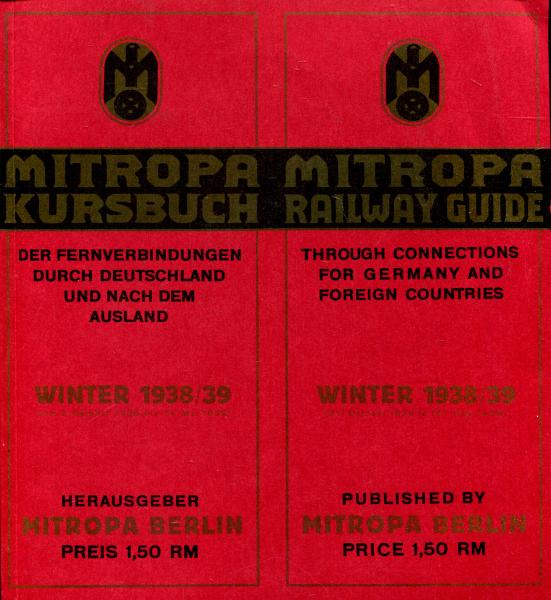 MITROPA
KURSBUCH
DER FERNVERBINDUNGEN
DURCH DEUTSCHLAND
UND NACH DEM
AUSLAND
WINTER 1938/39
HERAUSGEBER
MITROPA BERLIN
PREIS 1,50 RM
MITROPA
RAILWAY GUIDE
THROUGH CONNECTIONS
FOR GERMANY AND
FOREIGN COUNTRIES
WINTER 1938/39
PUBLISHED BY
MITROPA BERLIN
PRICE 1,50 RM